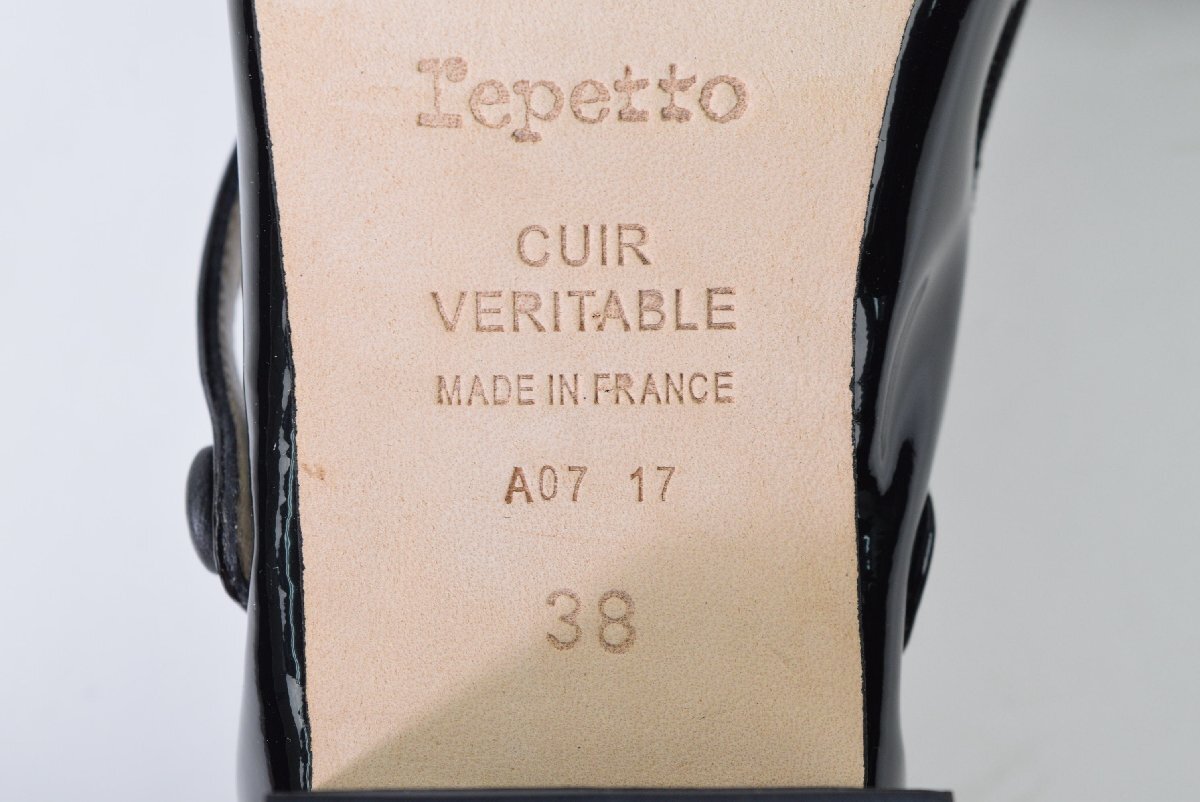 repetto
CUIR
VERITABLE
MADE IN FRANCE
A07 17
38